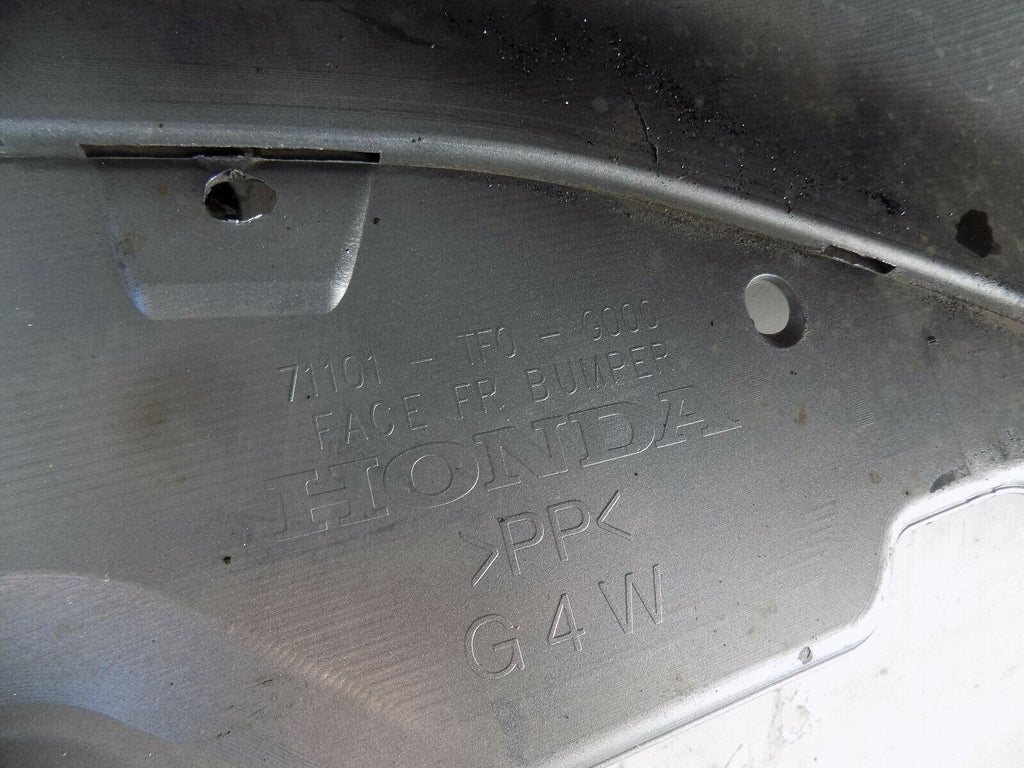 71101 - TF0 - G000
FACE FR. BUMPER
HONDA
>PP<
G4W